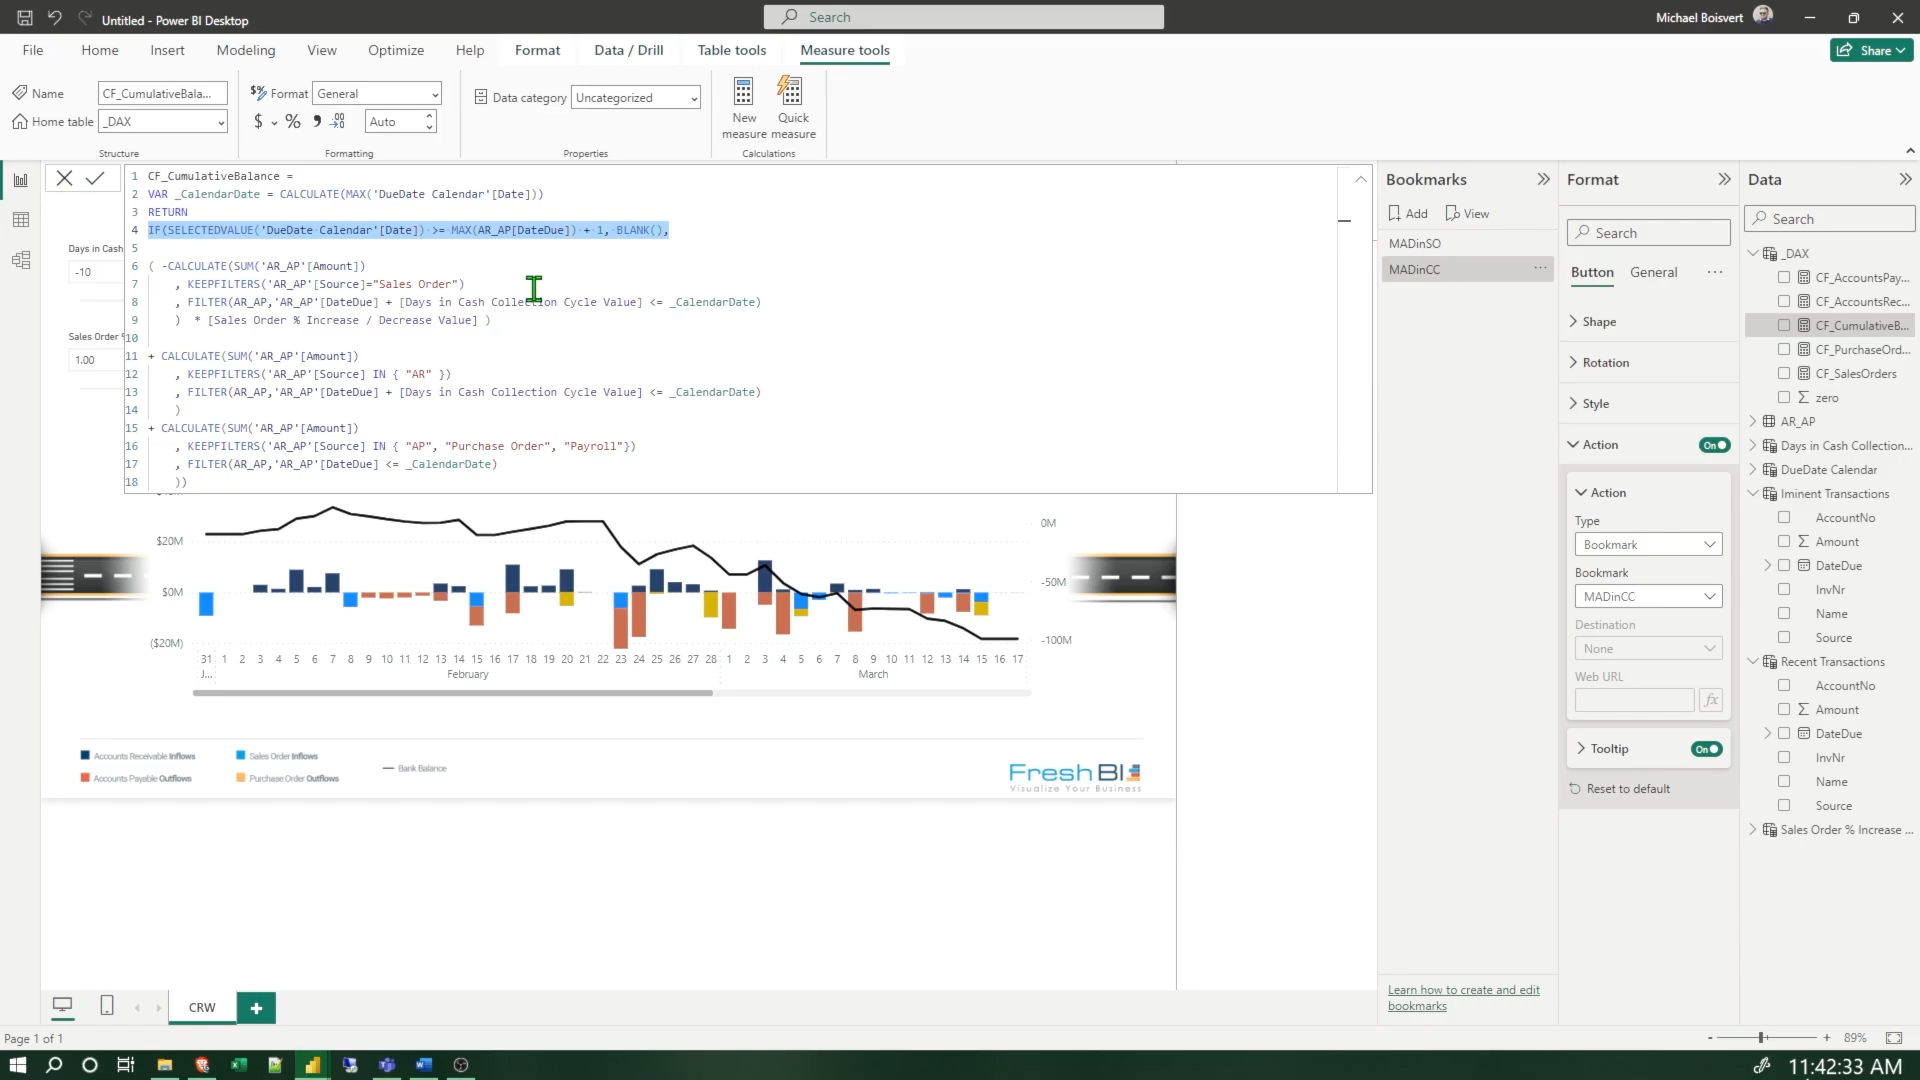 Untitled - Power BI Desktop
Search
Michael Boisvert
File
Home
Insert
Modeling
View
Optimize
Help
Format
Data / Drill
Table tools
Measure tools
Share
Name
CF_CumulativeBala...
Home table
_DAX
Structure
Format
General
$ % , .00
Auto
Formatting
Data category
Uncategorized
Properties
New measure
Quick measure
Calculations
1 CF_CumulativeBalance =
2 VAR _CalendarDate = CALCULATE(MAX('DueDate Calendar'[Date]))
3 RETURN
4 IF(SELECTEDVALUE('DueDate Calendar'[Date]) >= MAX(AR_AP[DateDue]) + 1, BLANK(),
5
6 ( -CALCULATE(SUM('AR_AP'[Amount])
7 , KEEPFILTERS('AR_AP'[Source]="Sales Order")
8 , FILTER(AR_AP,'AR_AP'[DateDue] + [Days in Cash Collection Cycle Value] <= _CalendarDate)
9 ) * [Sales Order % Increase / Decrease Value] )
10
11 + CALCULATE(SUM('AR_AP'[Amount])
12 , KEEPFILTERS('AR_AP'[Source] IN { "AR" })
13 , FILTER(AR_AP,'AR_AP'[DateDue] + [Days in Cash Collection Cycle Value] <= _CalendarDate)
14 )
15 + CALCULATE(SUM('AR_AP'[Amount])
16 , KEEPFILTERS('AR_AP'[Source] IN { "AP", "Purchase Order", "Payroll"})
17 , FILTER(AR_AP,'AR_AP'[DateDue] <= _CalendarDate)
18 ))
Days in Cash
-10
Sales Order
1.00
$20M
$0M
($20M)
0M
-50M
-100M
31 1 2 3 4 5 6 7 8 9 10 11 12 13 14 15 16 17 18 19 20 21 22 23 24 25 26 27 28 1 2 3 4 5 6 7 8 9 10 11 12 13 14 15 16 17
J...
February
March
Accounts Receivable Inflows
Sales Order Inflows
Accounts Payable Outflows
Purchase Order Outflows
Bank Balance
Fresh BI
Visualize Your Business
CRW
Page 1 of 1
Bookmarks
Add
View
MADinSO
MADinCC
Learn how to create and edit
bookmarks
Format
Search
Button
General
Shape
Rotation
Style
Action
On
Action
Type
Bookmark
Bookmark
MADinCC
Destination
None
Web URL
fx
Tooltip
On
Reset to default
Data
Search
_DAX
CF_AccountsPay...
CF_AccountsRec...
CF_CumulativeB...
CF_PurchaseOrd...
CF_SalesOrders
zero
AR_AP
Days in Cash Collection...
DueDate Calendar
Iminent Transactions
AccountNo
Amount
DateDue
InvNr
Name
Source
Recent Transactions
AccountNo
Amount
DateDue
InvNr
Name
Source
Sales Order % Increase ...
89%
11:42:33 AM